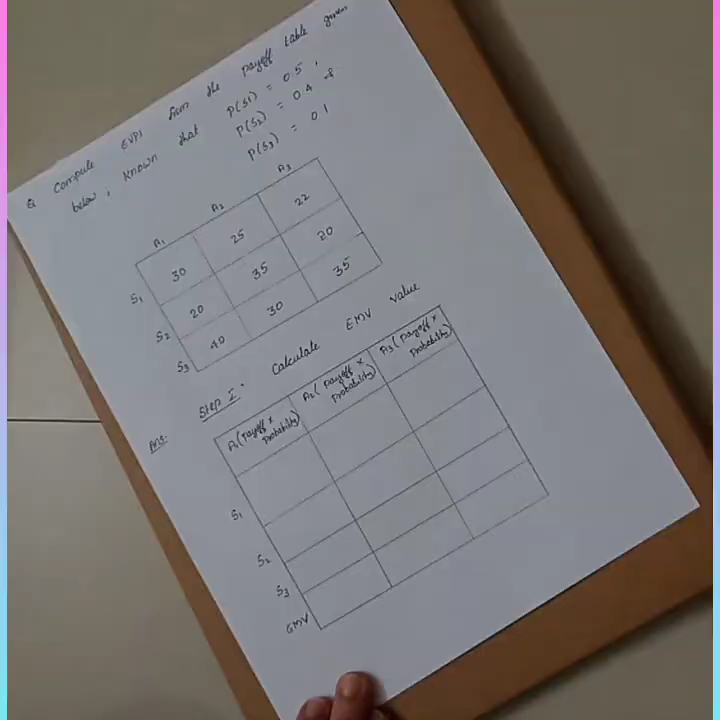 Q Compute EVPI from the payoff table given
below, known that P(S1) = 0.5,
P(S2) = 0.4 &
P(S3) = 0.1
A1 A2 A3
S1 30 25 22
S2 20 35 20
S3 40 30 35
Ans: Step I: Calculate EMV value
A1 (Payoff x Probability) A2 (Payoff x Probability) A3 (Payoff x Probability)
S1
S2
S3
EMV